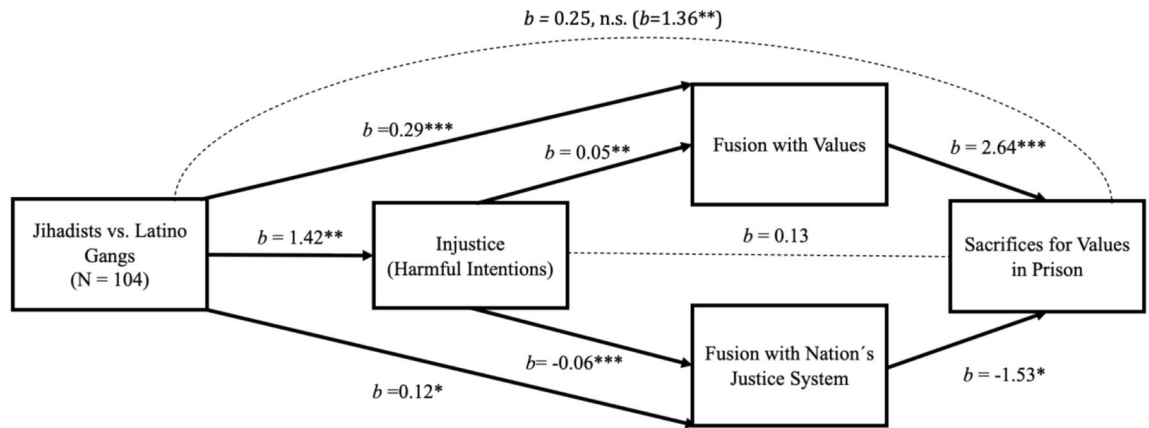 b = 0.25, n.s. (b=1.36**)
b =0.29***
b = 0.05**
Fusion with Values
b = 2.64***
Jihadists vs. Latino
Gangs
(N = 104)
b = 1.42**
Injustice
(Harmful Intentions)
b = 0.13
Sacrifices for Values
in Prison
b= -0.06***
Fusion with Nation´s
Justice System
b =0.12*
b = -1.53*